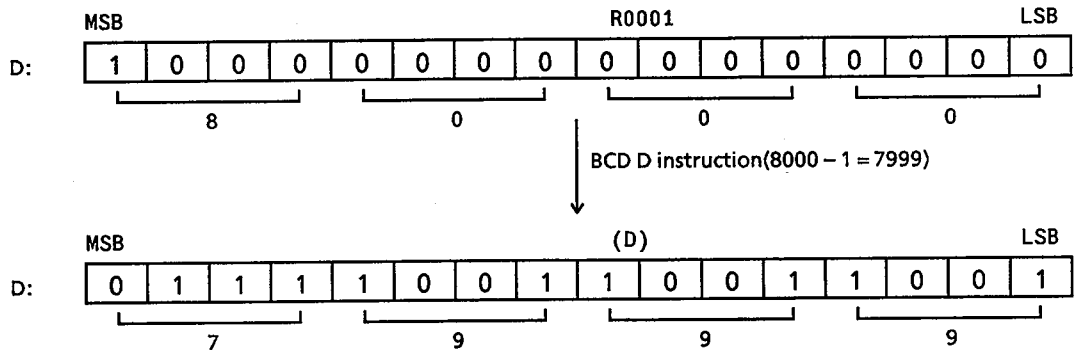 MSB R0001 LSB
D: 1 0 0 0 0 0 0 0 0 0 0 0 0 0 0 0
8 0 0 0
BCD D instruction(8000 – 1 = 7999)
MSB (D) LSB
D: 0 1 1 1 1 0 0 1 1 0 0 1 1 0 0 1
7 9 9 9